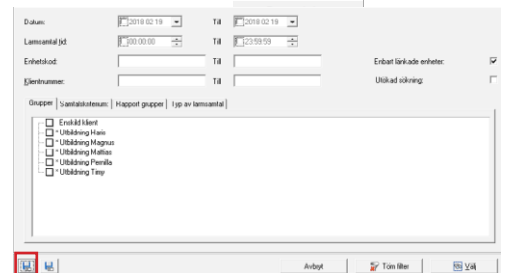 Datum: 2018-02-19 Till 2018-02-19
Larmsamtal tid: 00:00:00 Till 23:59:59
Enhetskod: Till Enbart länkade enheter:
Klientnummer: Till Utökad sökning:
Grupper Samtalskriterium: Rapport grupper Typ av larmsamtal
Enskild klient
* Utbildning Haris
* Utbildning Magnus
* Utbildning Mattias
* Utbildning Pernilla
* Utbildning Timy
Avbryt Töm filter Välj